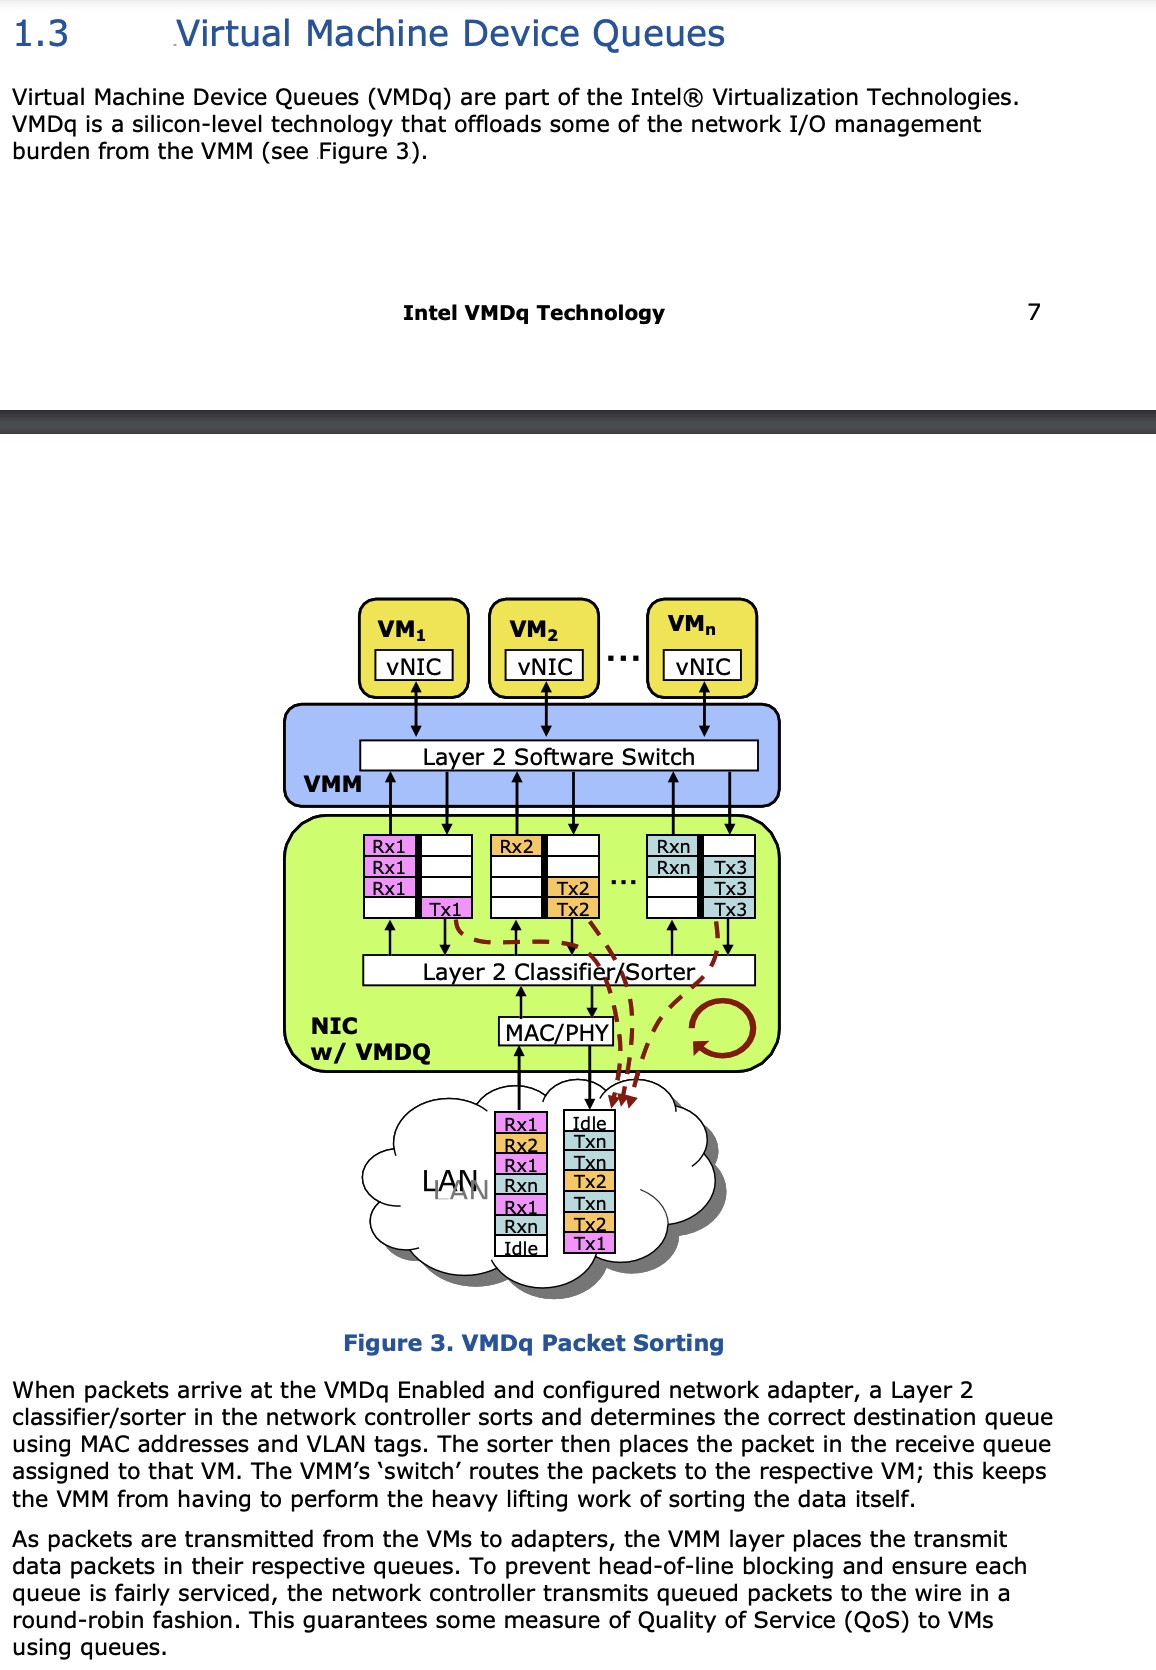 1.3 Virtual Machine Device Queues
Virtual Machine Device Queues (VMDq) are part of the Intel® Virtualization Technologies.
VMDq is a silicon-level technology that offloads some of the network I/O management
burden from the VMM (see Figure 3).
Intel VMDq Technology 7
VM1 VM2 VMn
vNIC vNIC ... vNIC
Layer 2 Software Switch
VMM
Rx1 Rx2 Rxn
Rx1 Rxn Tx3
Rx1 Tx2 ... Tx3
Tx1 Tx2 Tx3
Layer 2 Classifier/Sorter
NIC
w/ VMDQ
MAC/PHY
LAN
Rx1
Rx2
Rx1
Rxn
Rx1
Rxn
Idle
Idle
Txn
Txn
Tx2
Txn
Tx2
Tx1
Figure 3. VMDq Packet Sorting
When packets arrive at the VMDq Enabled and configured network adapter, a Layer 2
classifier/sorter in the network controller sorts and determines the correct destination queue
using MAC addresses and VLAN tags. The sorter then places the packet in the receive queue
assigned to that VM. The VMM’s ‘switch’ routes the packets to the respective VM; this keeps
the VMM from having to perform the heavy lifting work of sorting the data itself.
As packets are transmitted from the VMs to adapters, the VMM layer places the transmit
data packets in their respective queues. To prevent head-of-line blocking and ensure each
queue is fairly serviced, the network controller transmits queued packets to the wire in a
round-robin fashion. This guarantees some measure of Quality of Service (QoS) to VMs
using queues.